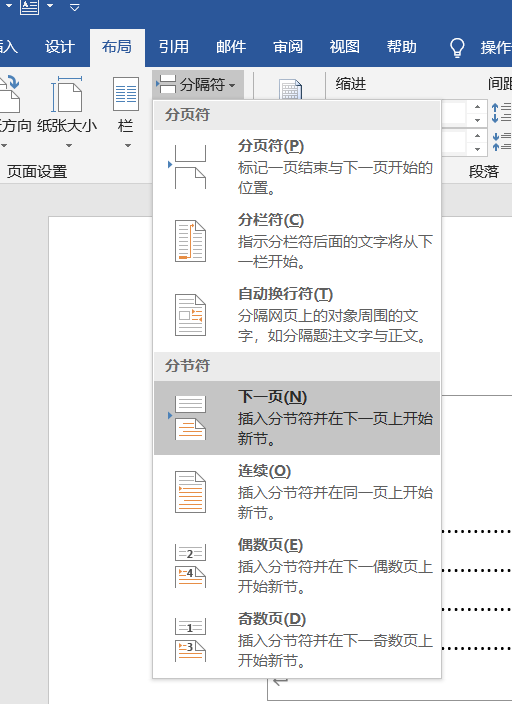 设计 布局 引用 邮件 审阅 视图 帮助 操作
纸张大小 栏 分隔符 缩进
页面设置 段落
分页符
分页符(P)
标记一页结束与下一页开始的
位置。
分栏符(C)
指示分栏符后面的文字将从下
一栏开始。
自动换行符(T)
分隔网页上的对象周围的文
字，如分隔题注文字与正文。
分节符
下一页(N)
插入分节符并在下一页上开始
新节。
连续(O)
插入分节符并在同一页上开始
新节。
偶数页(E)
插入分节符并在下一偶数页上
开始新节。
奇数页(D)
插入分节符并在下一奇数页上
开始新节。